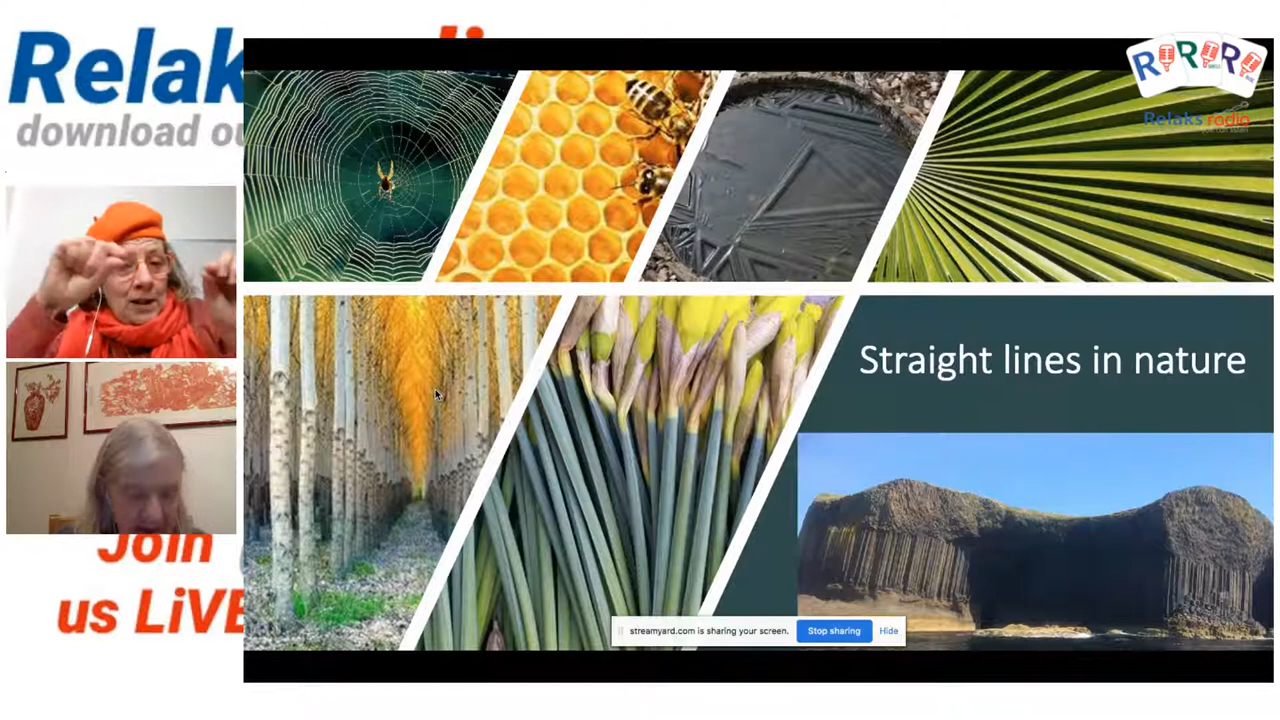 Relak
download ou
Relaks radio
Straight lines in nature
streamyard.com is sharing your screen.
Stop sharing
Hide
Join
us LiVE